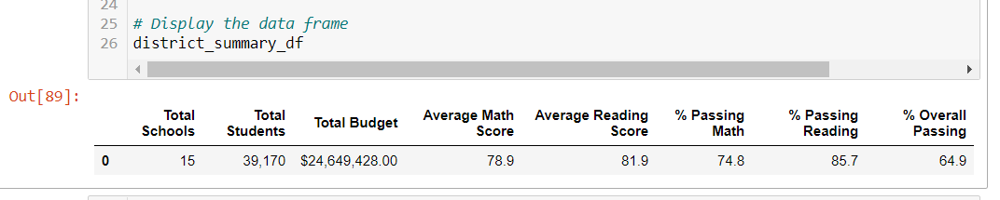 24
25 # Display the data frame
26 district_summary_df
Out[89]:
Total Schools Total Students Total Budget Average Math Score Average Reading Score % Passing Math % Passing Reading % Overall Passing
0 15 39,170 $24,649,428.00 78.9 81.9 74.8 85.7 64.9